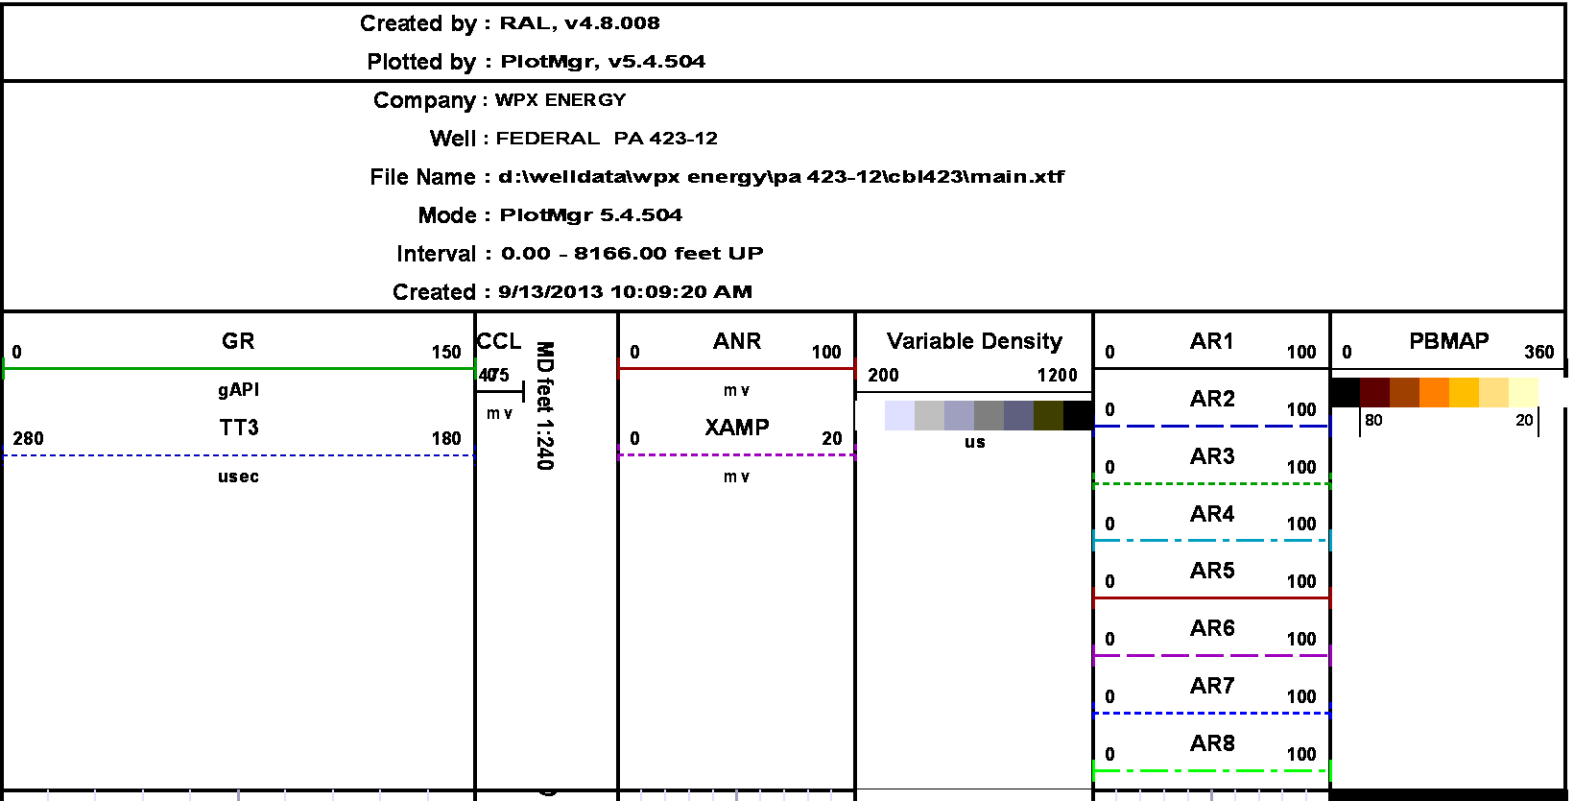 Created by : RAL, v4.8.008
Plotted by : PlotMgr, v5.4.504
Company : WPX ENERGY
Well : FEDERAL PA 423-12
File Name : d:\welldata\wpx energy\pa 423-12\cbl423\main.xtf
Mode : PlotMgr 5.4.504
Interval : 0.00 - 8166.00 feet UP
Created : 9/13/2013 10:09:20 AM
GR
0 150
gAPI
TT3
280 180
usec
CCL
mv
MD feet 1:240
ANR
0 100
mv
XAMP
0 20
mv
Variable Density
200 1200
us
AR1
0 100
AR2
0 100
AR3
0 100
AR4
0 100
AR5
0 100
AR6
0 100
AR7
0 100
AR8
0 100
PBMAP
0 360
80 20